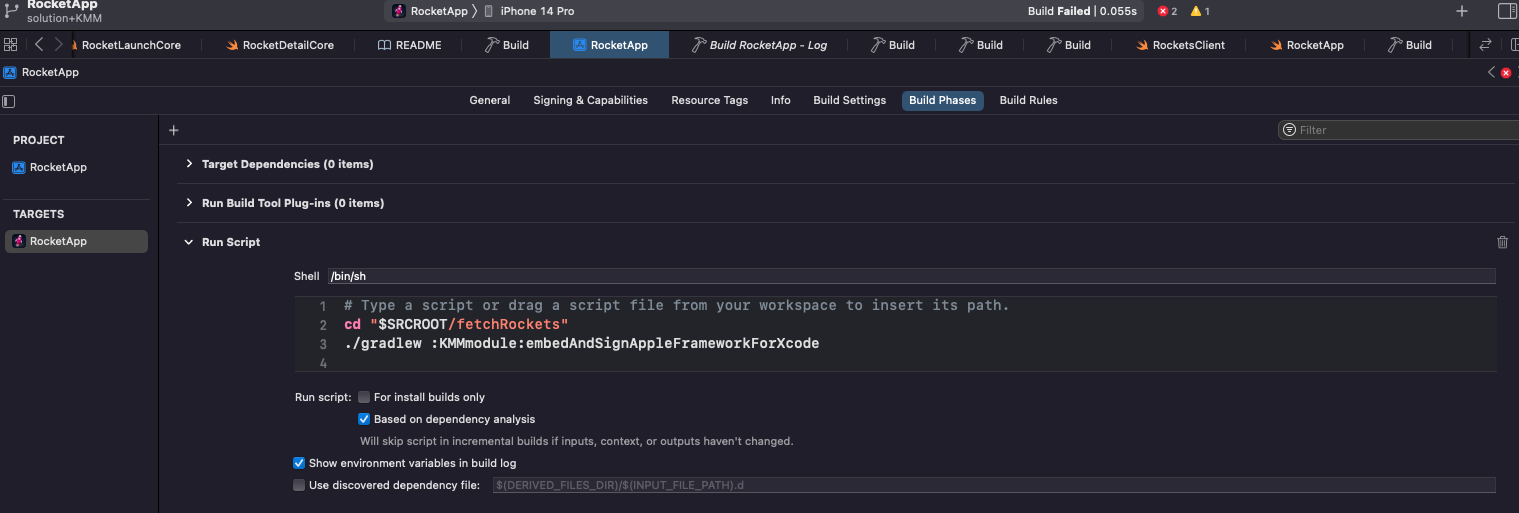 RocketApp
solution+KMM
RocketApp
iPhone 14 Pro
Build Failed | 0.055s
2
1
RocketLaunchCore
RocketDetailCore
README
Build
RocketApp
Build RocketApp - Log
Build
Build
Build
RocketsClient
RocketApp
Build
RocketApp
General
Signing & Capabilities
Resource Tags
Info
Build Settings
Build Phases
Build Rules
Filter
PROJECT
RocketApp
TARGETS
RocketApp
Target Dependencies (0 items)
Run Build Tool Plug-ins (0 items)
Run Script
Shell /bin/sh
1 # Type a script or drag a script file from your workspace to insert its path.
2 cd "$SRCROOT/fetchRockets"
3 ./gradlew :KMMmodule:embedAndSignAppleFrameworkForXcode
4
Run script: For install builds only
Based on dependency analysis
Will skip script in incremental builds if inputs, context, or outputs haven't changed.
Show environment variables in build log
Use discovered dependency file: $(DERIVED_FILES_DIR)/$(INPUT_FILE_PATH).d